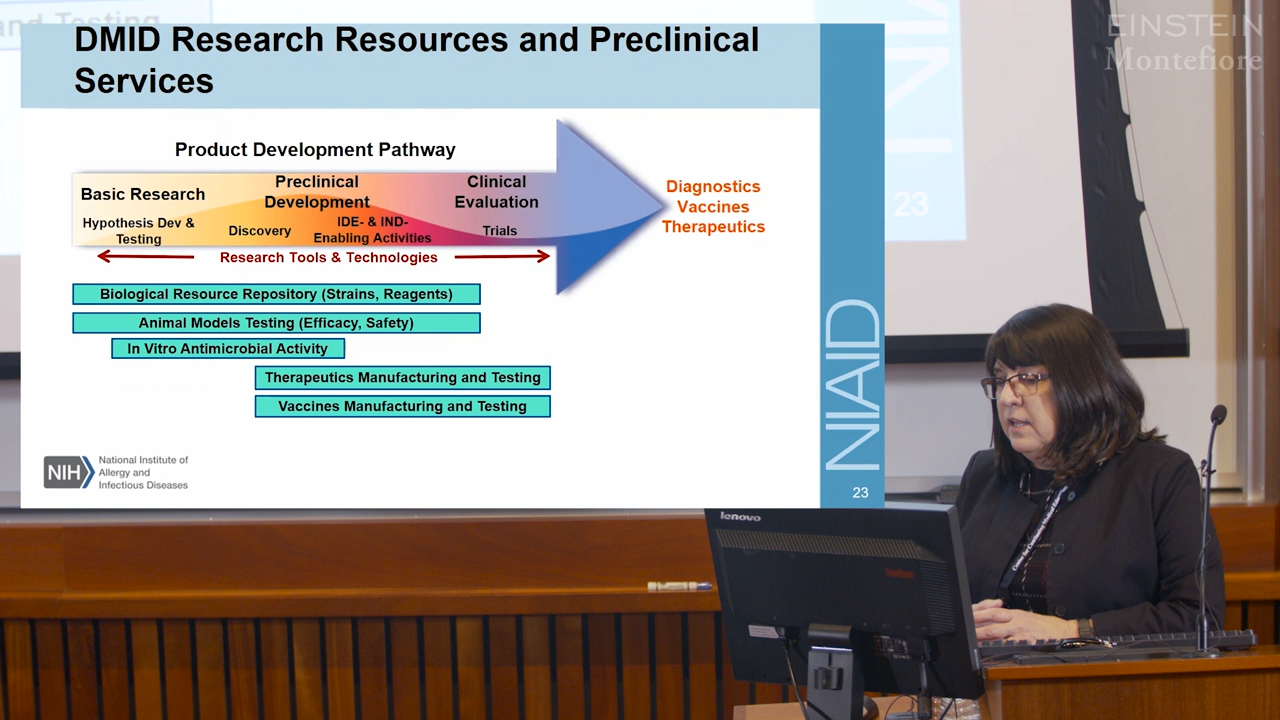 and Testing
EINSTEIN
Montefiore
DMID Research Resources and Preclinical
Services
Product Development Pathway
Basic Research
Preclinical
Development
Clinical
Evaluation
Hypothesis Dev &
Testing
Discovery
IDE- & IND-
Enabling Activities
Trials
Diagnostics
Vaccines
Therapeutics
Research Tools & Technologies
Biological Resource Repository (Strains, Reagents)
Animal Models Testing (Efficacy, Safety)
In Vitro Antimicrobial Activity
Therapeutics Manufacturing and Testing
Vaccines Manufacturing and Testing
NIH
National Institute of
Allergy and
Infectious Diseases
NIAID
23
23
lenovo